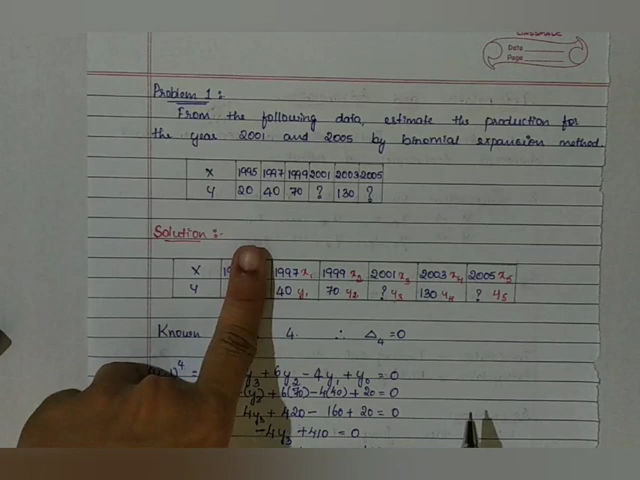 CLASSMATE
Date
Page
Problem 1:
From the following data, estimate the production for
the year 2001 and 2005 by binomial expansion method.
X 1995 1997 1999 2001 2003 2005
Y 20 40 70 ? 130 ?
Solution :-
X 1997 x₁ 1999 x₂ 2001 x₃ 2003 x₄ 2005 x₅
Y 40 y₁ 70 y₂ ? y₃ 130 y₄ ? y₅
Known 4. ∴ Δ₄ = 0
y₃ + 6y₂ - 4y₁ + y₀ = 0
+ 6(70) - 4(40) + 20 = 0
4y₃ + 420 - 160 + 20 = 0
-4y₃ + 410 = 0